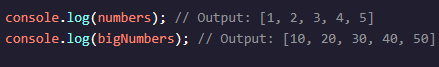 console.log(numbers); // Output: [1, 2, 3, 4, 5]
console.log(bigNumbers); // Output: [10, 20, 30, 40, 50]